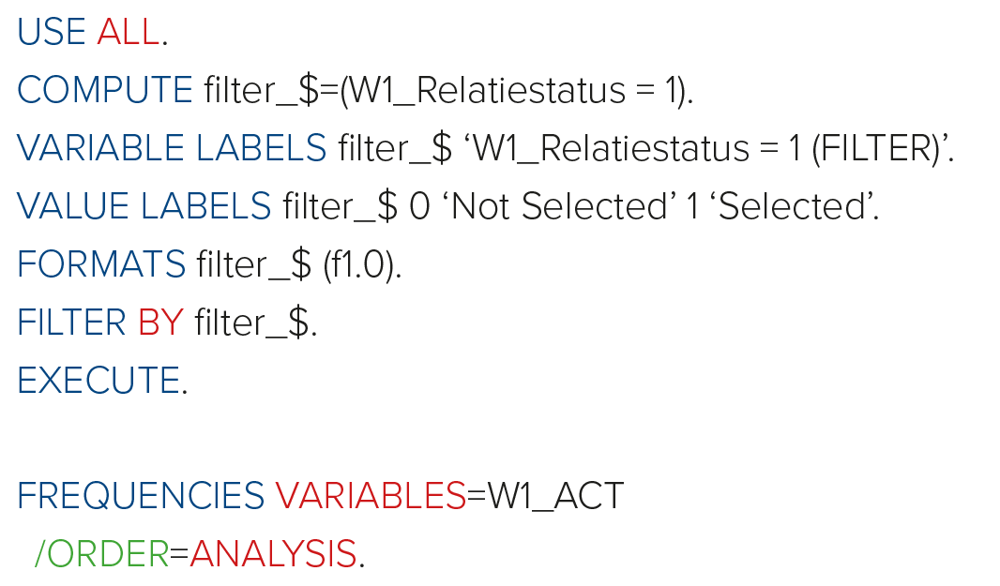 USE ALL.
COMPUTE filter_$=(W1_Relatiestatus = 1).
VARIABLE LABELS filter_$ ‘W1_Relatiestatus = 1 (FILTER)’.
VALUE LABELS filter_$ 0 ‘Not Selected’ 1 ‘Selected’.
FORMATS filter_$ (f1.0).
FILTER BY filter_$.
EXECUTE.
FREQUENCIES VARIABLES=W1_ACT
/ORDER=ANALYSIS.